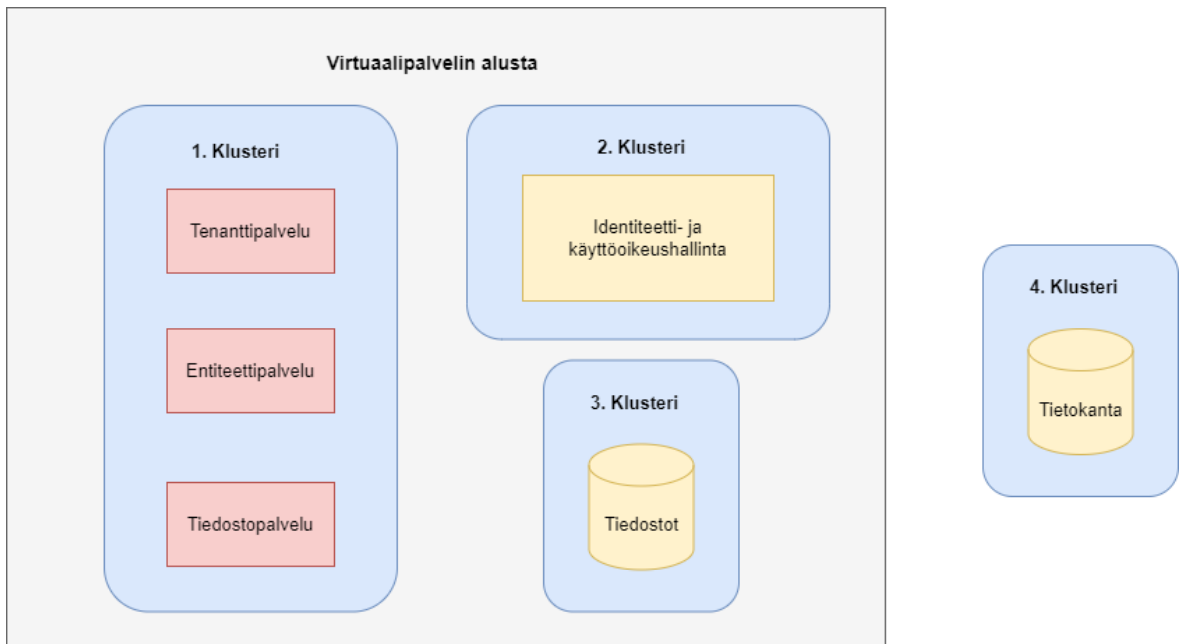 Virtuaalipalvelin alusta
1. Klusteri
Tenanttipalvelu
Entiteettipalvelu
Tiedostopalvelu
2. Klusteri
Identiteetti- ja
käyttöoikeushallinta
3. Klusteri
Tiedostot
4. Klusteri
Tietokanta